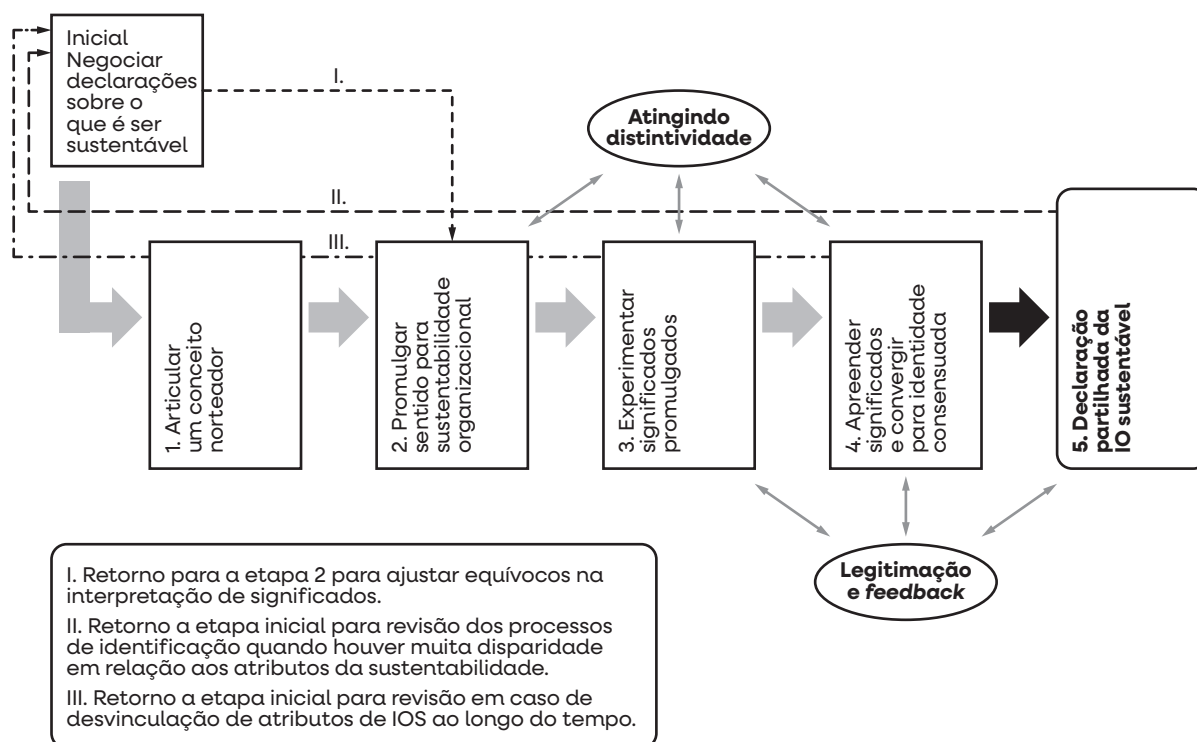 Inicial
Negociar
declarações
sobre o
que é ser
sustentável
I.
Atingindo
distintividade
II.
III.
1. Articular
um conceito
norteador
2. Promulgar
sentido para
sustentabilidade
organizacional
3. Experimentar
significados
promulgados
4. Apreender
significados
e convergir
para identidade
consensuada
5. Declaração
partilhada da
IO sustentável
Legitimação
e feedback
I. Retorno para a etapa 2 para ajustar equívocos na
interpretação de significados.
II. Retorno a etapa inicial para revisão dos processos
de identificação quando houver muita disparidade
em relação aos atributos da sustentabilidade.
III. Retorno a etapa inicial para revisão em caso de
desvinculação de atributos de IOS ao longo do tempo.